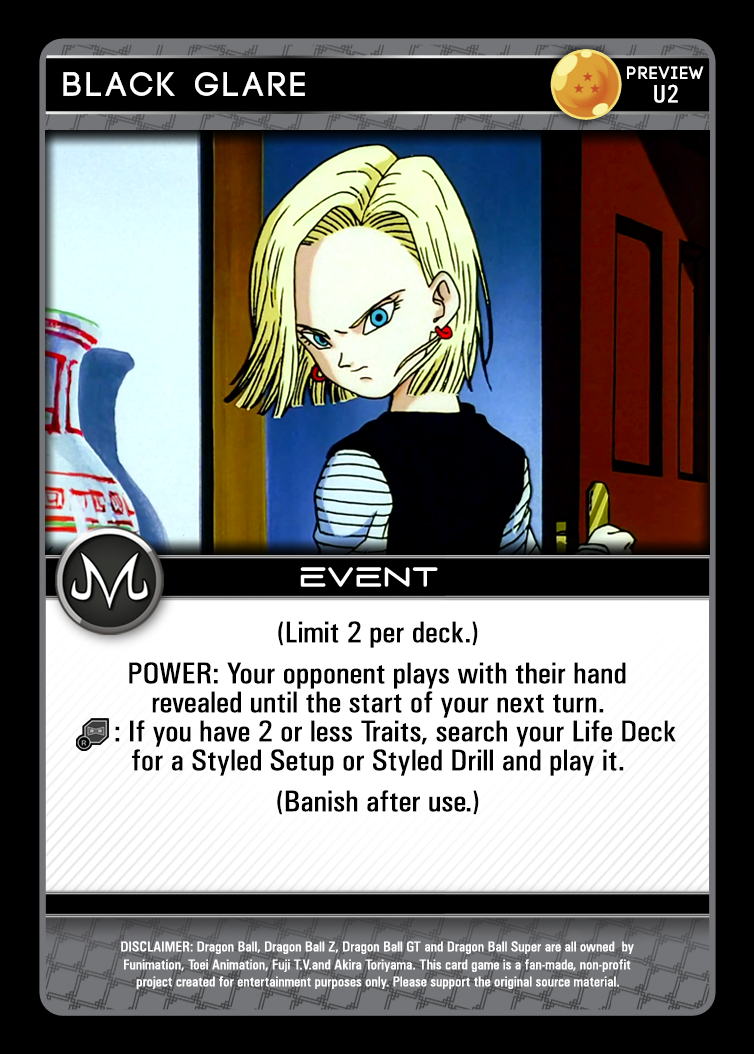 BLACK GLARE
PREVIEW
U2
EVENT
(Limit 2 per deck.)
POWER: Your opponent plays with their hand
revealed until the start of your next turn.
R : If you have 2 or less Traits, search your Life Deck
for a Styled Setup or Styled Drill and play it.
(Banish after use.)
DISCLAIMER: Dragon Ball, Dragon Ball Z, Dragon Ball GT and Dragon Ball Super are all owned by
Funimation, Toei Animation, Fuji T.V.and Akira Toriyama. This card game is a fan-made, non-profit
project created for entertainment purposes only. Please support the original source material.